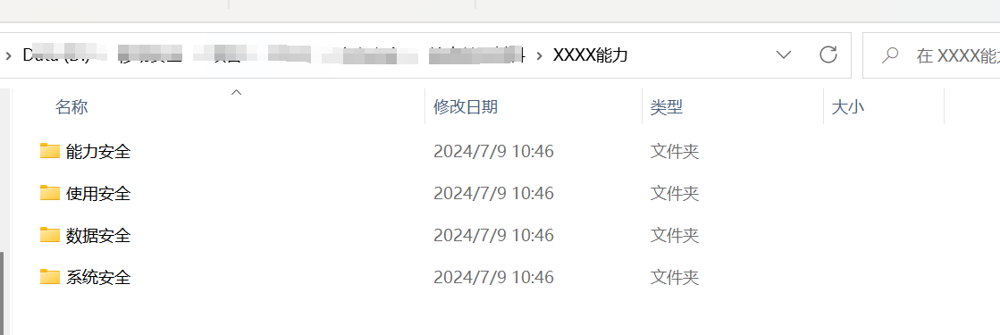 XXXX能力
在 XXXX能
名称 修改日期 类型 大小
能力安全 2024/7/9 10:46 文件夹
使用安全 2024/7/9 10:46 文件夹
数据安全 2024/7/9 10:46 文件夹
系统安全 2024/7/9 10:46 文件夹